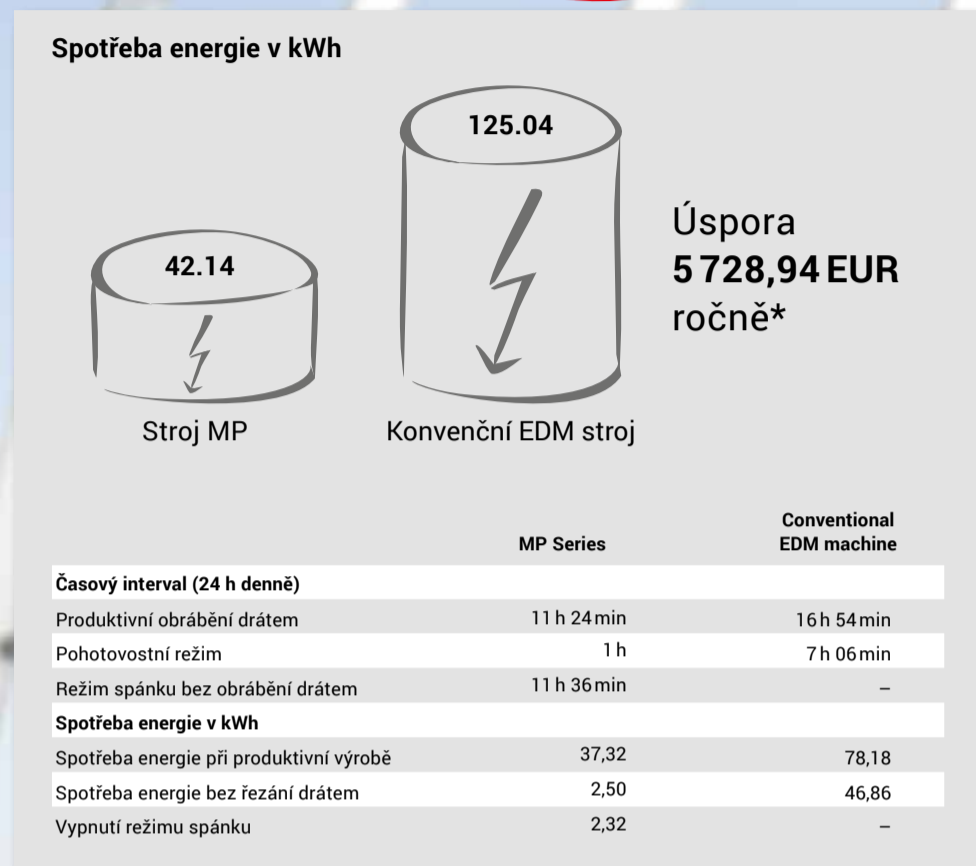 Spotřeba energie v kWh
125.04
42.14
Úspora
5 728,94 EUR
ročně*
Stroj MP
Konvenční EDM stroj
Conventional
MP Series EDM machine
Časový interval (24 h denně)
Produktivní obrábění drátem 11 h 24 min 16 h 54 min
Pohotovostní režim 1 h 7 h 06 min
Režim spánku bez obrábění drátem 11 h 36 min –
Spotřeba energie v kWh
Spotřeba energie při produktivní výrobě 37,32 78,18
Spotřeba energie bez řezání drátem 2,50 46,86
Vypnutí režimu spánku 2,32 –